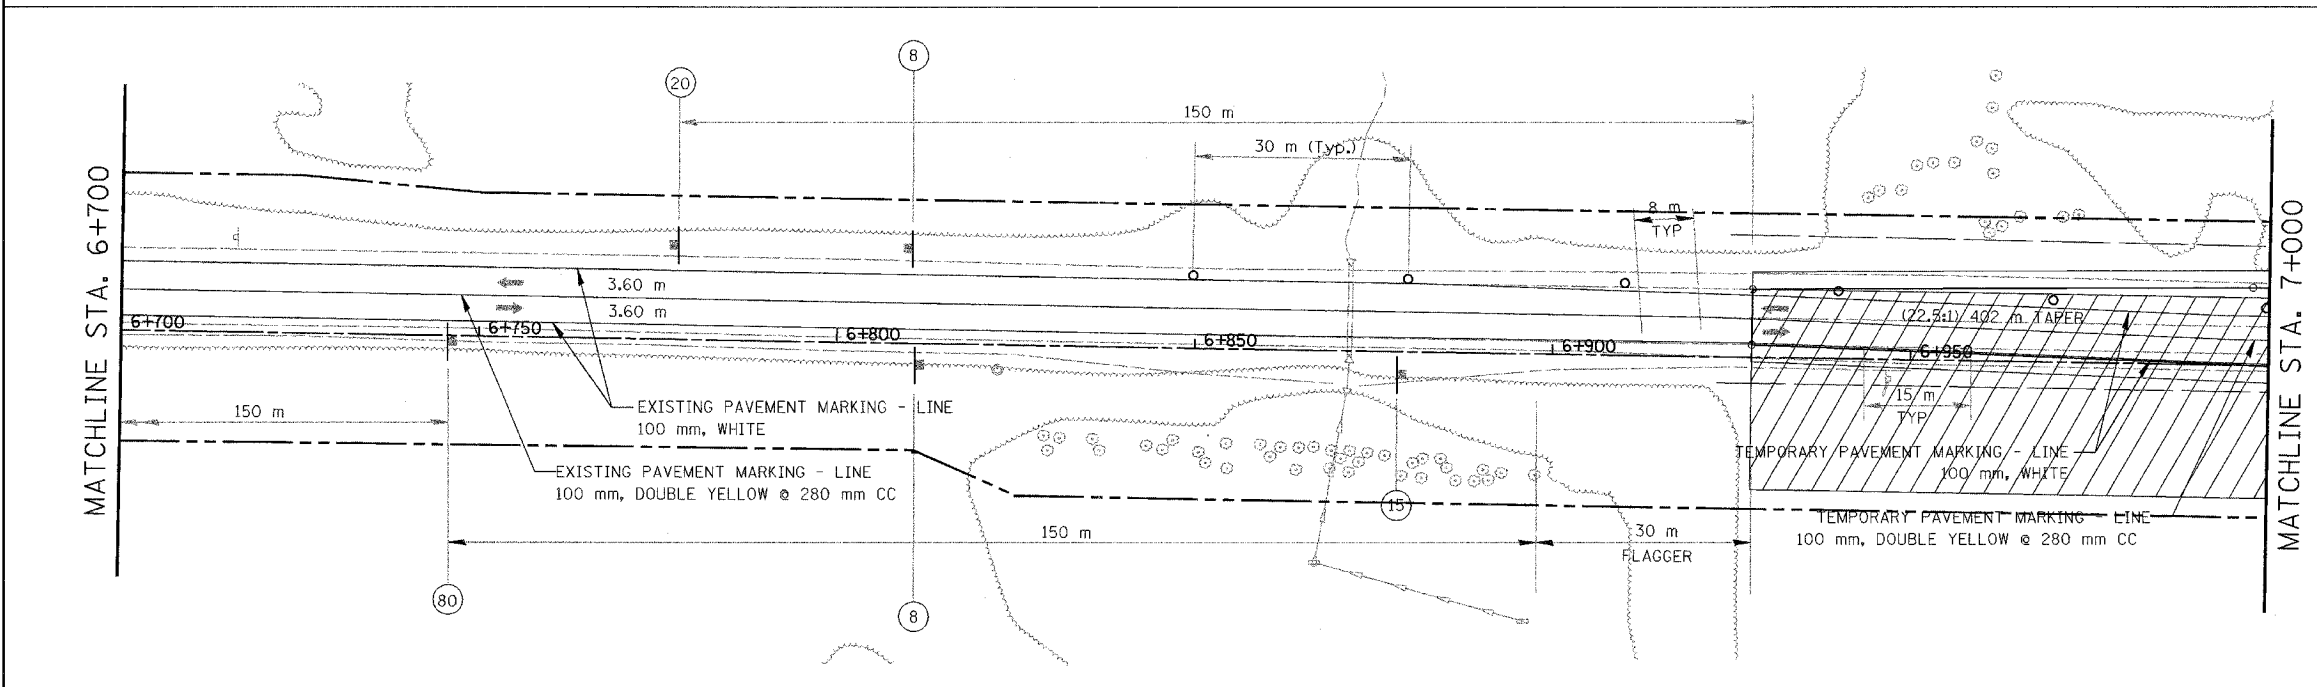 8
20
150 m
30 m (Typ.)
8 m
TYP
MATCHLINE STA. 6+700
MATCHLINE STA. 7+000
3.60 m
3.60 m
6+700
6+750
6+800
6+850
6+900
6+950
(22.5:1) 402 m TAPER
15 m
TYP
150 m
EXISTING PAVEMENT MARKING - LINE
100 mm, WHITE
EXISTING PAVEMENT MARKING - LINE
100 mm, DOUBLE YELLOW @ 280 mm CC
TEMPORARY PAVEMENT MARKING - LINE
100 mm, WHITE
15
TEMPORARY PAVEMENT MARKING - LINE
100 mm, DOUBLE YELLOW @ 280 mm CC
150 m
30 m
FLAGGER
80
8